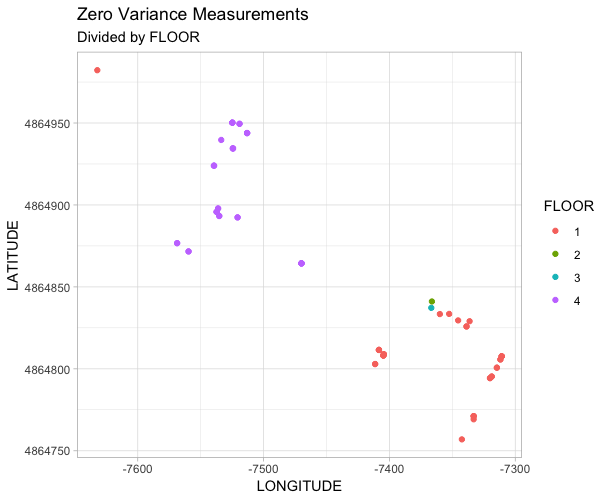 Zero Variance Measurements
Divided by FLOOR
4864950
4864900
4864850
4864800
4864750
LATITUDE
-7600
-7500
-7400
-7300
LONGITUDE
FLOOR
1
2
3
4